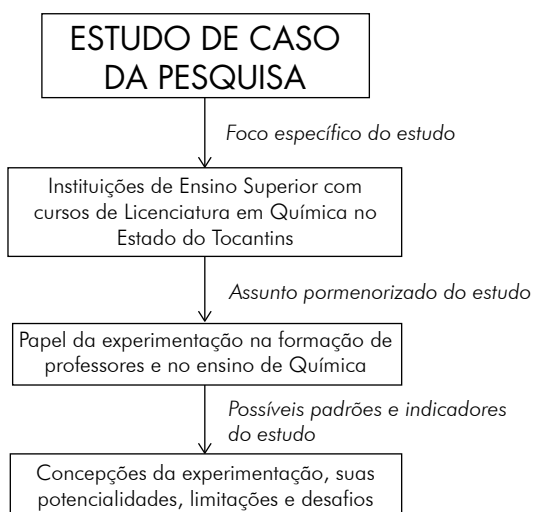 ESTUDO DE CASO
DA PESQUISA
Foco específico do estudo
Instituições de Ensino Superior com
cursos de Licenciatura em Química no
Estado do Tocantins
Assunto pormenorizado do estudo
Papel da experimentação na formação de
professores e no ensino de Química
Possíveis padrões e indicadores
do estudo
Concepções da experimentação, suas
potencialidades, limitações e desafios